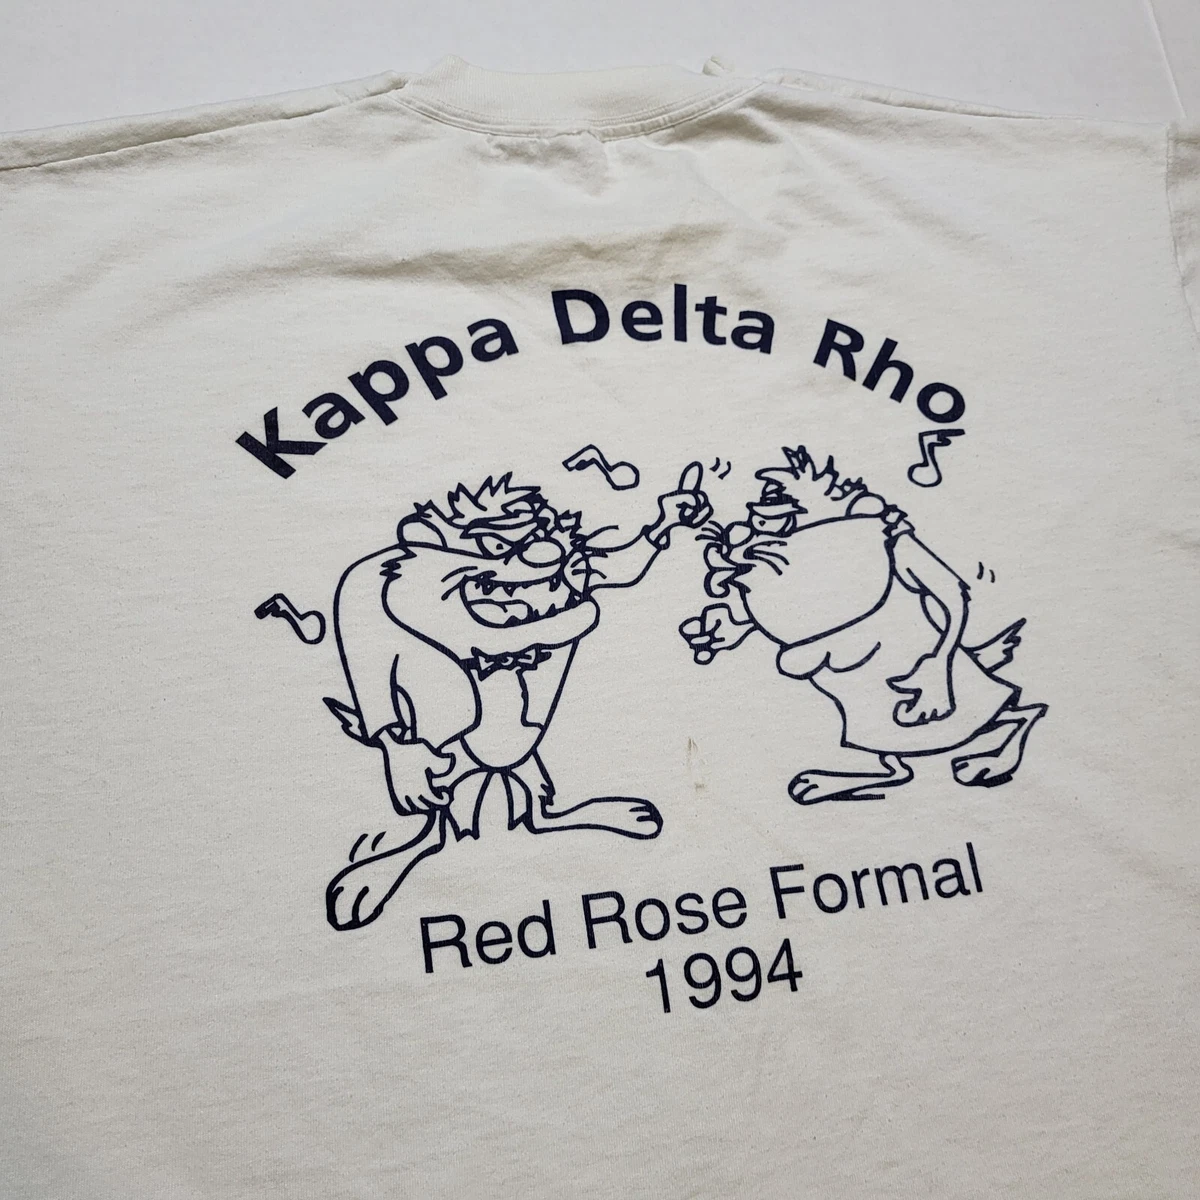 Kappa Delta Rho
Red Rose Formal
1994